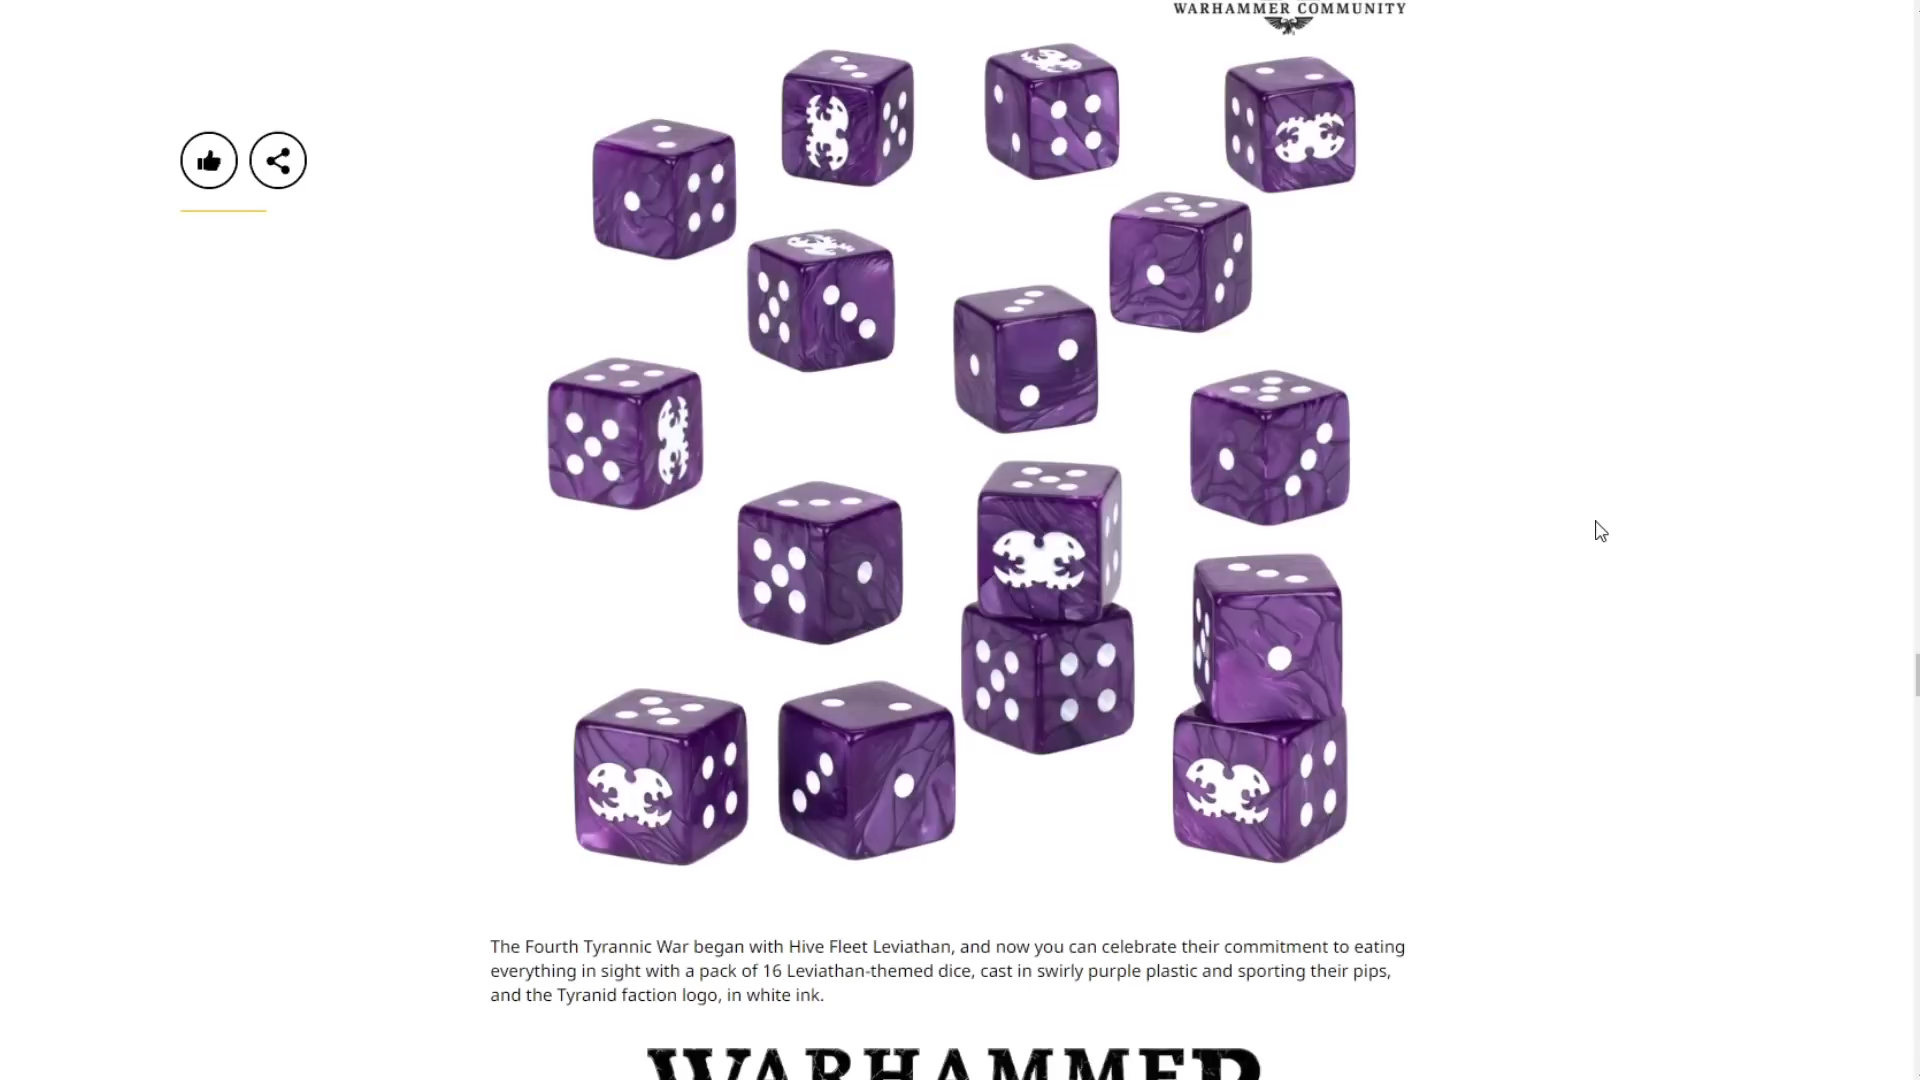 WARHAMMER COMMUNITY
The Fourth Tyrannic War began with Hive Fleet Leviathan, and now you can celebrate their commitment to eating
everything in sight with a pack of 16 Leviathan-themed dice, cast in swirly purple plastic and sporting their pips,
and the Tyranid faction logo, in white ink.
WARHAMMER